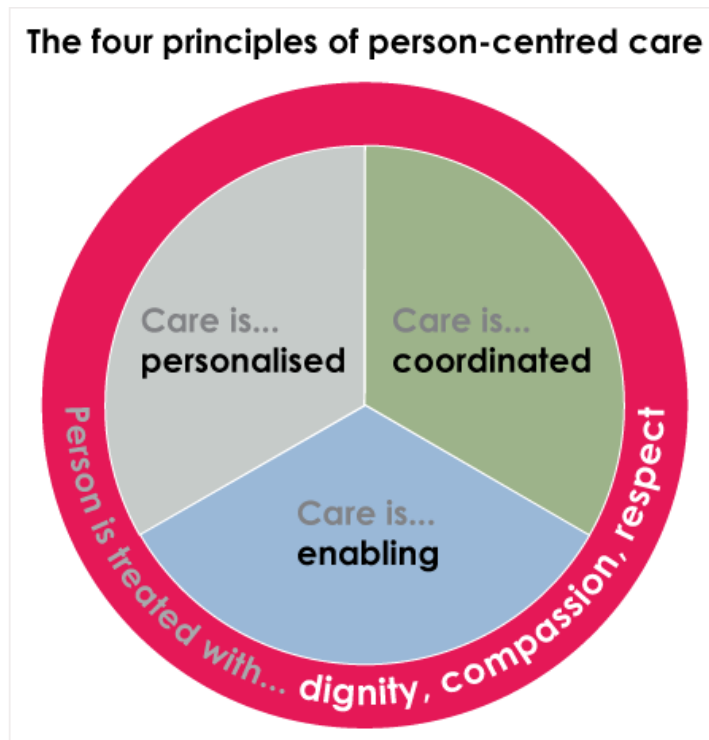 The four principles of person-centred care
Care is...
personalised
Care is...
coordinated
Care is...
enabling
Person is treated with... dignity, compassion, respect